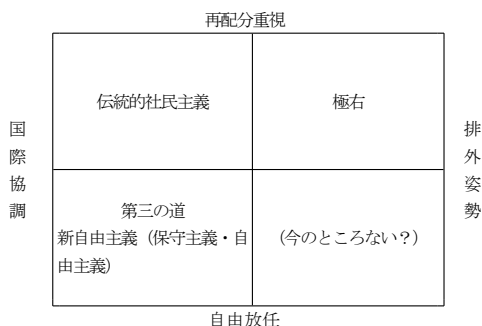 再配分重視
伝統的社民主義
極右
国際協調
排外姿勢
第三の道
新自由主義（保守主義・自
由主義）
（今のところない？）
自由放任